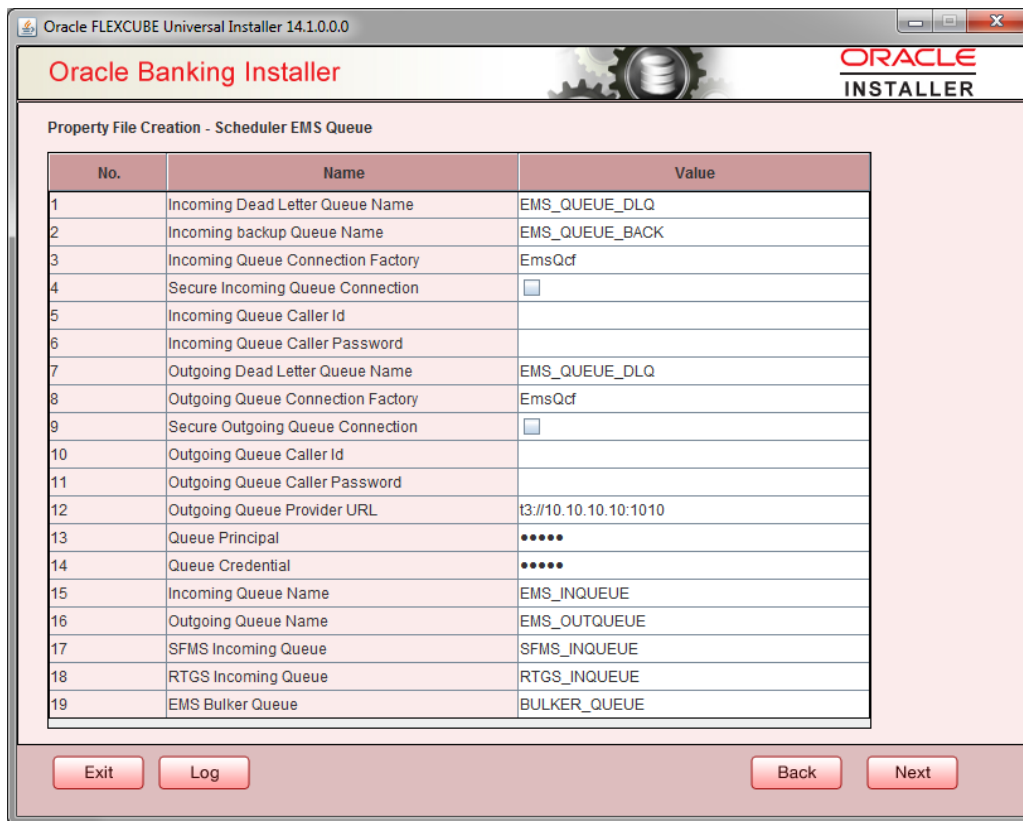 Oracle FLEXCUBE Universal Installer 14.1.0.0.0
Oracle Banking Installer
ORACLE
INSTALLER
Property File Creation - Scheduler EMS Queue
No. Name Value
1 Incoming Dead Letter Queue Name EMS_QUEUE_DLQ
2 Incoming backup Queue Name EMS_QUEUE_BACK
3 Incoming Queue Connection Factory EmsQcf
4 Secure Incoming Queue Connection
5 Incoming Queue Caller Id
6 Incoming Queue Caller Password
7 Outgoing Dead Letter Queue Name EMS_QUEUE_DLQ
8 Outgoing Queue Connection Factory EmsQcf
9 Secure Outgoing Queue Connection
10 Outgoing Queue Caller Id
11 Outgoing Queue Caller Password
12 Outgoing Queue Provider URL t3://10.10.10.10:1010
13 Queue Principal •••••
14 Queue Credential •••••
15 Incoming Queue Name EMS_INQUEUE
16 Outgoing Queue Name EMS_OUTQUEUE
17 SFMS Incoming Queue SFMS_INQUEUE
18 RTGS Incoming Queue RTGS_INQUEUE
19 EMS Bulker Queue BULKER_QUEUE
Exit Log Back Next